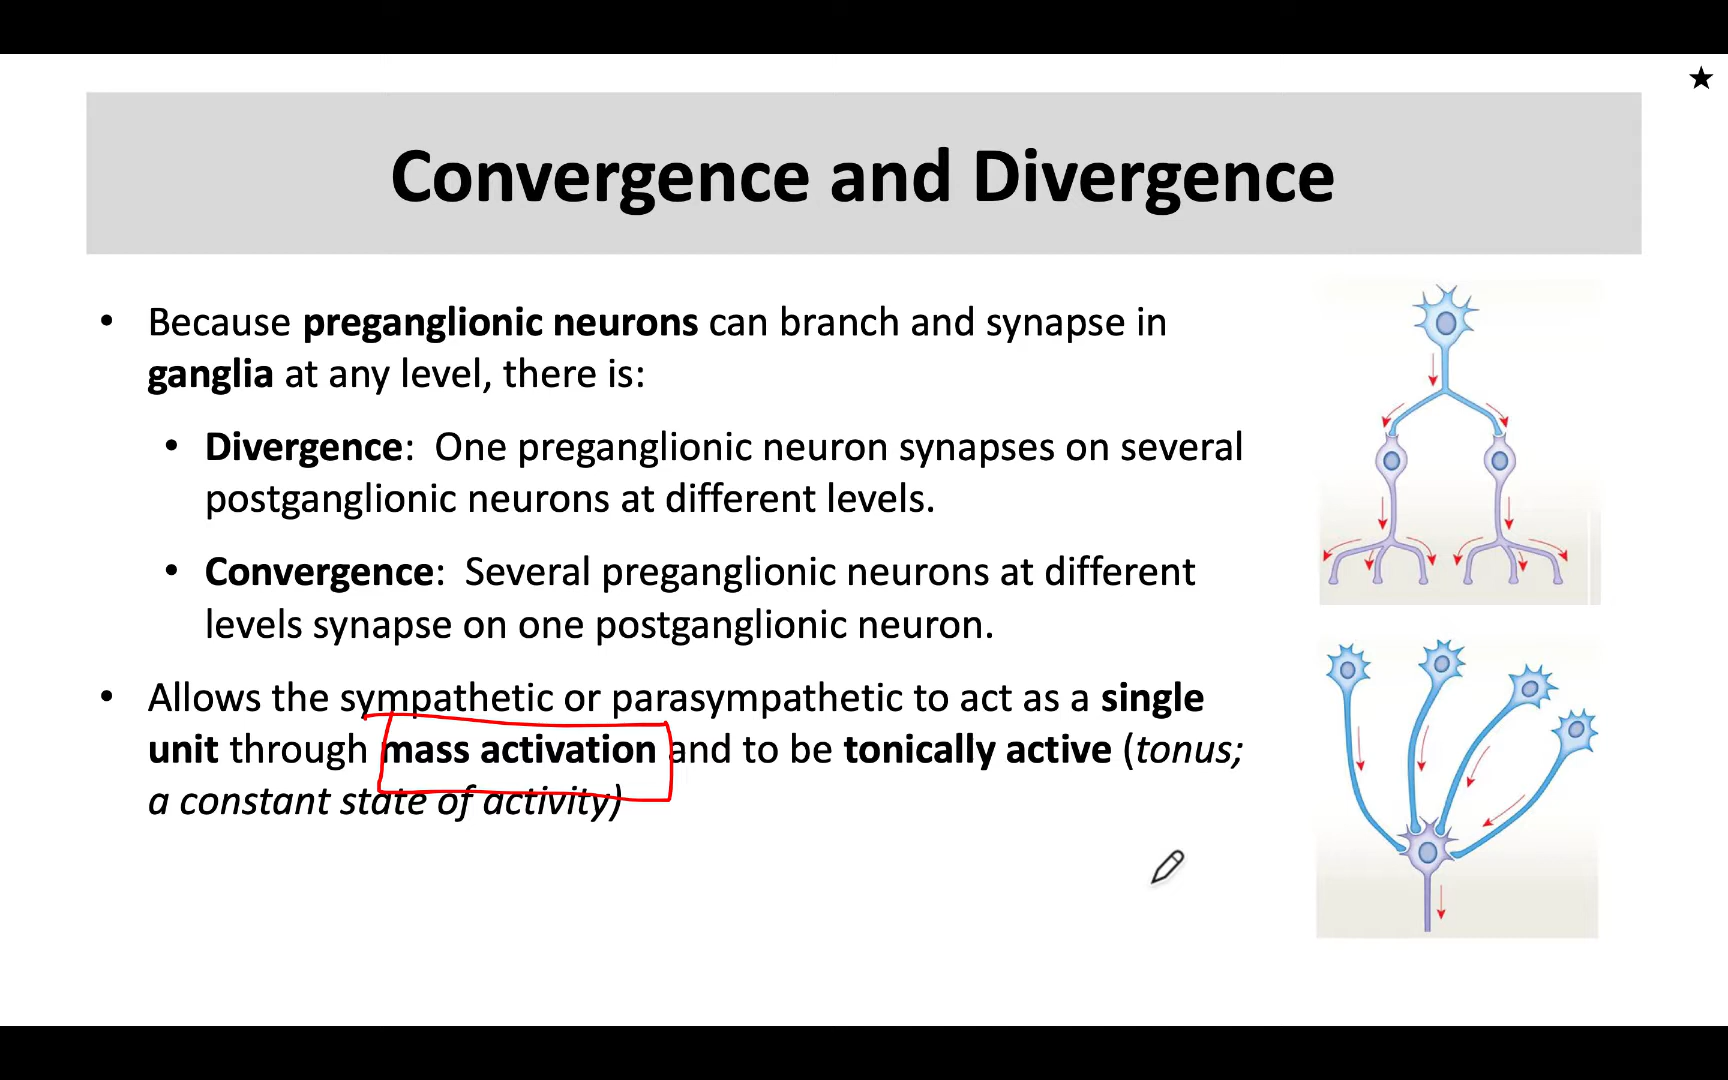 Convergence and Divergence
• Because preganglionic neurons can branch and synapse in
ganglia at any level, there is:
• Divergence:  One preganglionic neuron synapses on several
postganglionic neurons at different levels.
• Convergence:  Several preganglionic neurons at different
levels synapse on one postganglionic neuron.
• Allows the sympathetic or parasympathetic to act as a single
unit through mass activation and to be tonically active (tonus;
a constant state of activity)